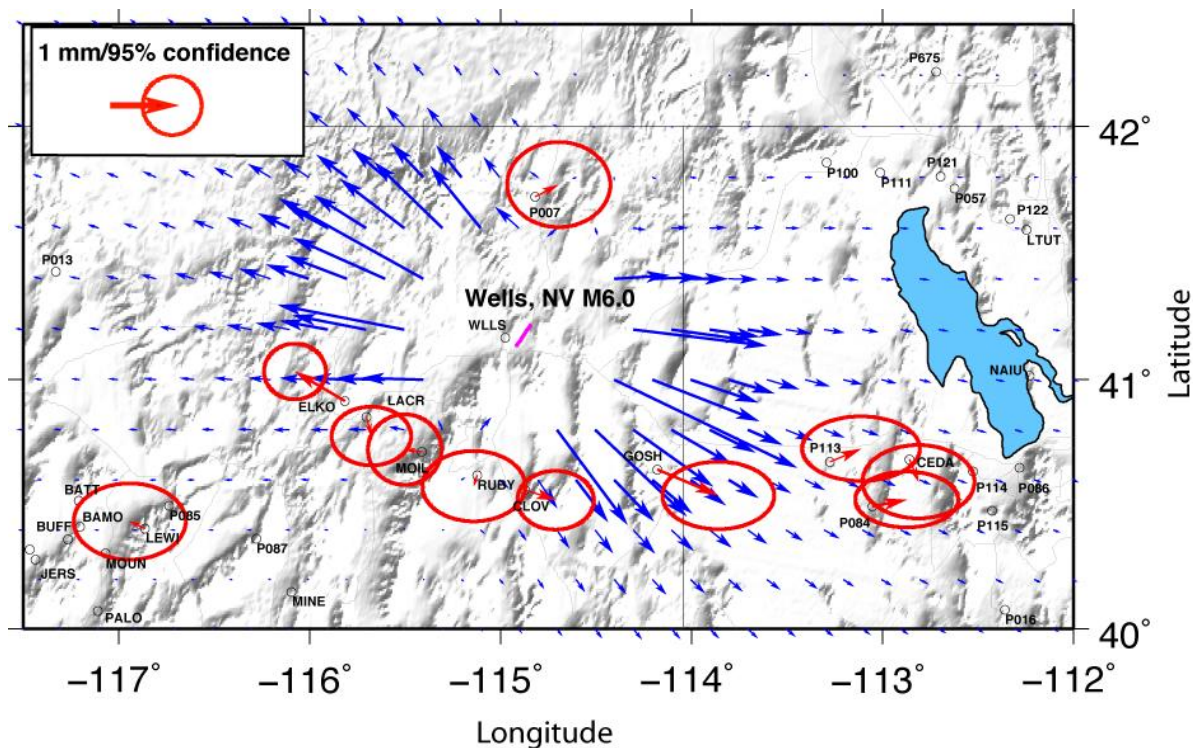 1 mm/95% confidence
P675
42°
P121
P100
P111
P057
P007
P122
LTUT
P013
Wells, NV M6.0
WLLS
Latitude
NAIU
41°
ELKO
LACR
P113
GOSH
CEDA
MOIL
RUBY
P114
P086
BATT
CLOV
BAMO
P085
P084
P115
BUFF
LEWI
P087
MOUN
JERS
MINE
PALO
P016
40°
−117° −116° −115° −114° −113° −112°
Longitude